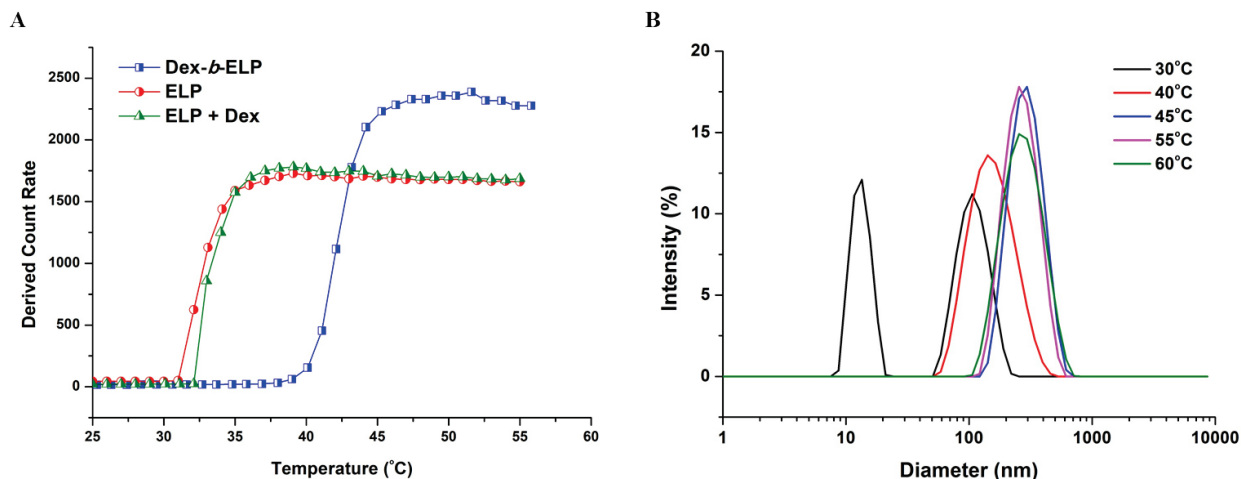 A
B
Dex-b-ELP
ELP
ELP + Dex
2500
2000
1500
1000
500
0
Derived Count Rate
25 30 35 40 45 50 55 60
Temperature (°C)
30°C
40°C
45°C
55°C
60°C
20
15
10
5
0
Intensity (%)
1 10 100 1000 10000
Diameter (nm)